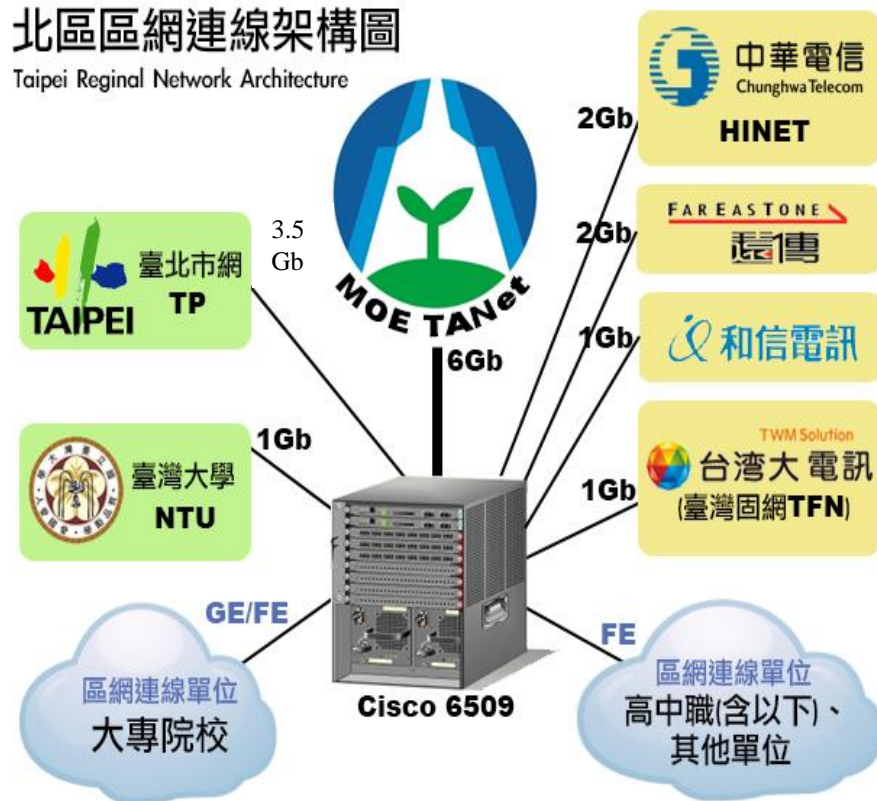 北區區網連線架構圖
Taipei Reginal Network Architecture
MOE TANet
6Gb
臺北市網
TP
TAIPEI
3.5
Gb
臺灣大學
NTU
1Gb
中華電信
Chunghwa Telecom
HINET
2Gb
FAREASTONE
遠傳
2Gb
和信電訊
1Gb
TWM Solution
台湾大電訊
(臺灣固網TFN)
1Gb
Cisco 6509
GE/FE
區網連線單位
大專院校
FE
區網連線單位
高中職(含以下)、
其他單位